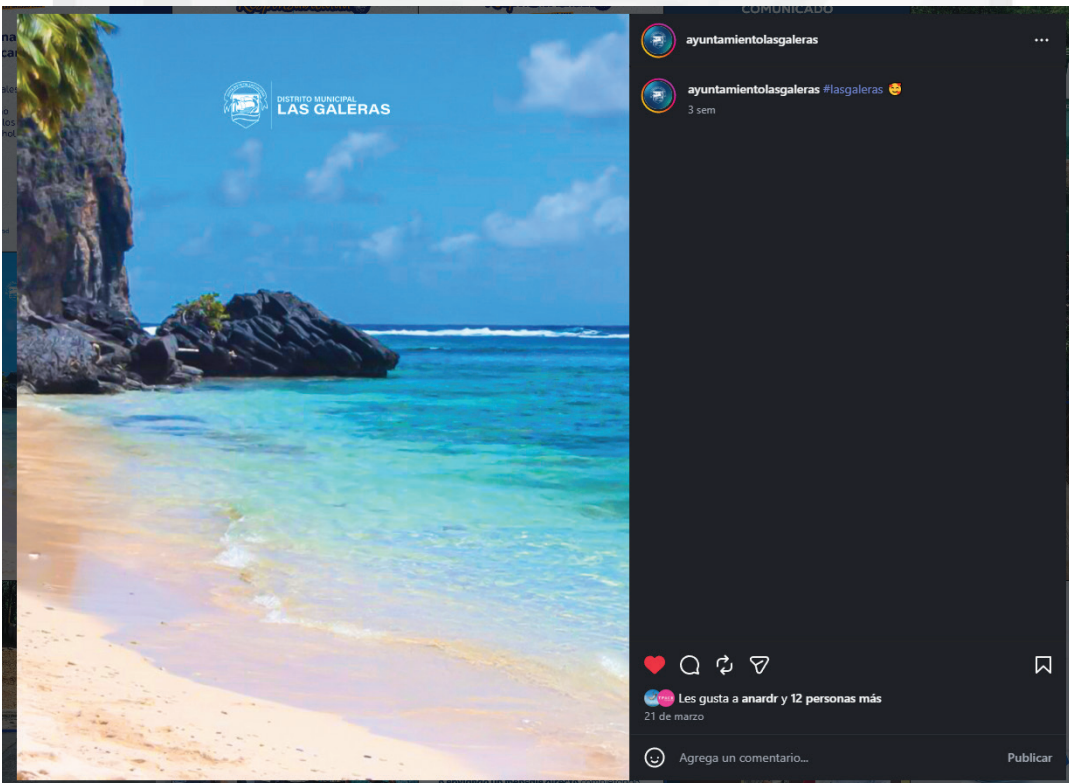 COMUNICADO
DISTRITO MUNICIPAL
LAS GALERAS
ayuntamientolasgaleras
ayuntamientolasgaleras #lasgaleras 🥰
3 sem
Les gusta a anardr y 12 personas más
21 de marzo
Agrega un comentario...
Publicar